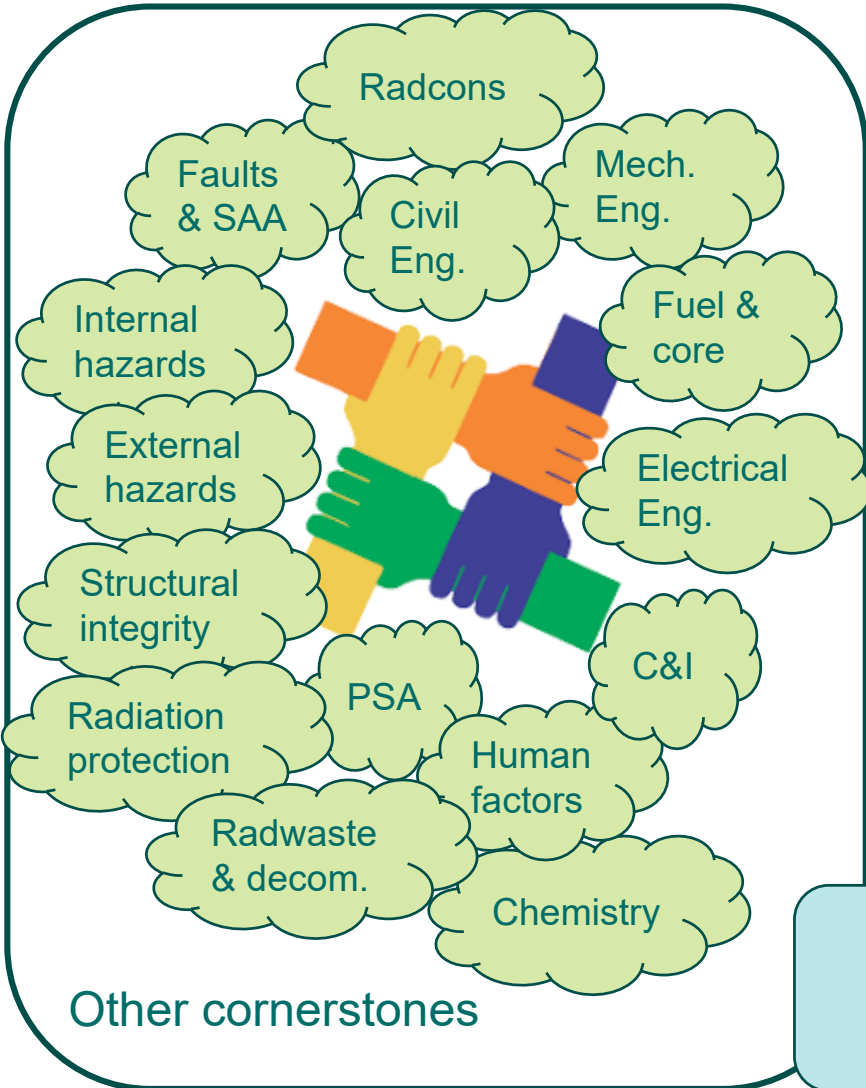 Radcons
Faults
& SAA
Civil
Eng.
Mech.
Eng.
Internal
hazards
Fuel &
core
External
hazards
Electrical
Eng.
Structural
integrity
C&I
PSA
Radiation
protection
Human
factors
Radwaste
& decom.
Chemistry
Other cornerstones